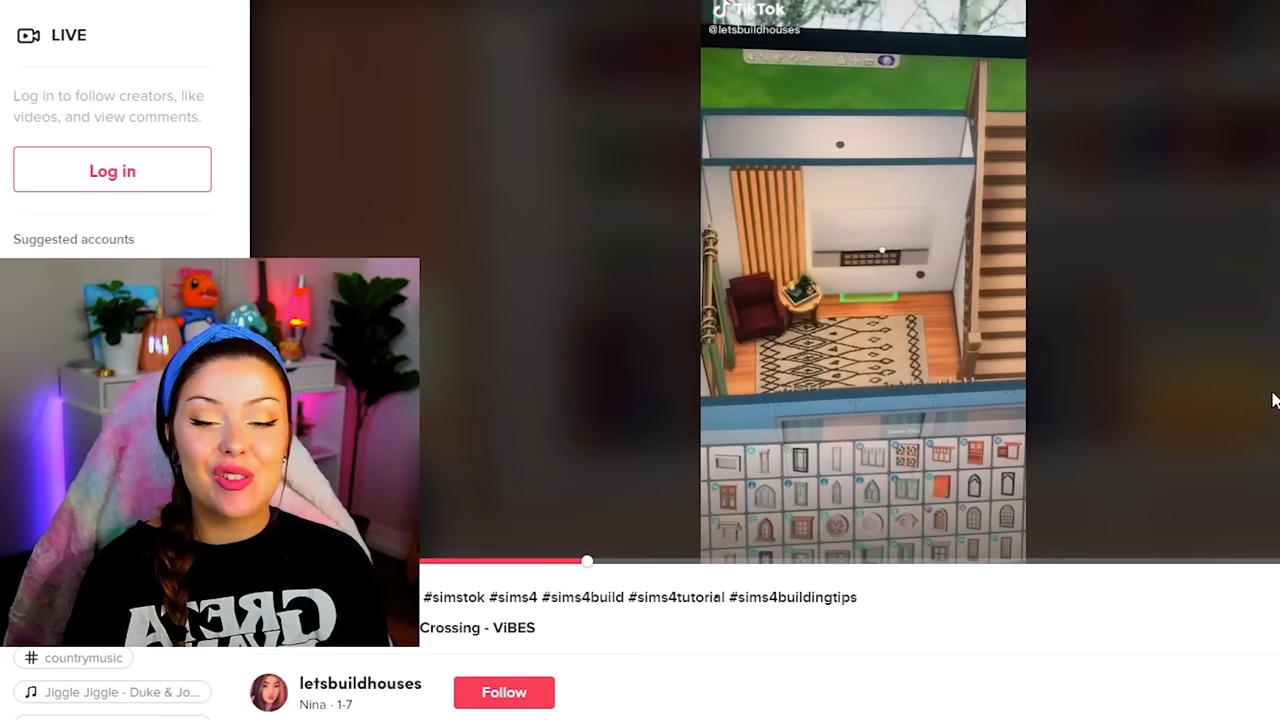 LIVE
TikTok
@letsbuildhouses
Log in to follow creators, like
videos, and view comments.
Log in
Suggested accounts
GRETA
#simstok #sims4 #sims4build #sims4tutorial #sims4buildingtips
Crossing - ViBES
# countrymusic
Jiggle Jiggle - Duke & Jo...
letsbuildhouses
Nina · 1-7
Follow